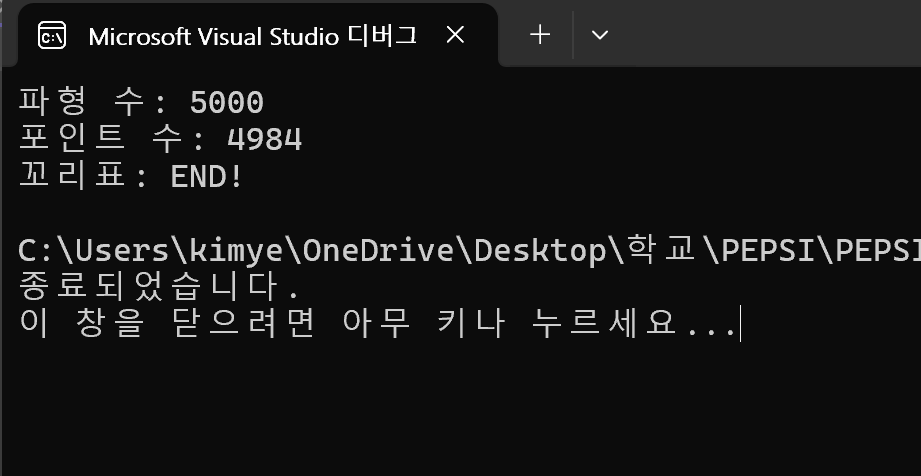 Microsoft Visual Studio 디버그
파형 수: 5000
포인트 수: 4984
꼬리표: END!
C:\Users\kimye\OneDrive\Desktop\학교\PEPSI\PEPSI
종료되었습니다.
이 창을 닫으려면 아무 키나 누르세요...